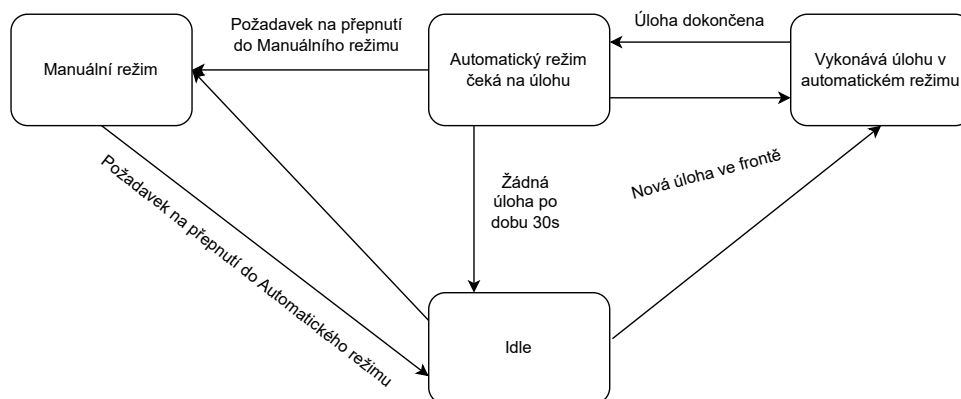 Požadavek na přepnutí
do Manuálního režimu
Úloha dokončena
Manuální režim
Automatický režim
čeká na úlohu
Vykonává úlohu v
automatickém režimu
Požadavek na přepnutí do Automatického režimu
Žádná
úloha po
dobu 30s
Nová úloha ve frontě
Idle